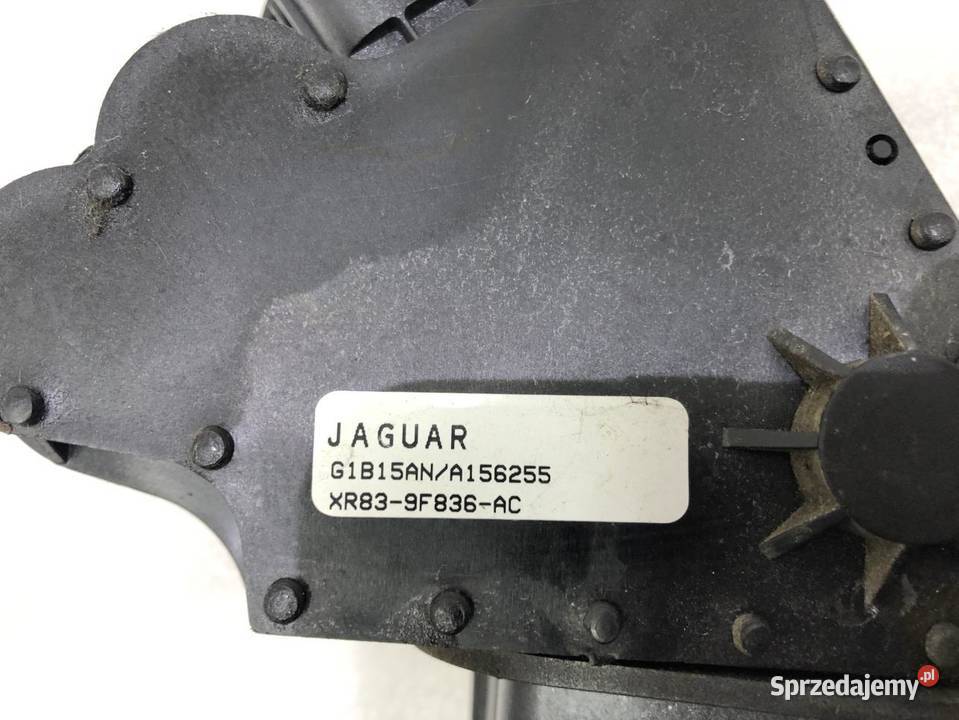 JAGUAR
G1B15AN/A156255
XR83-9F836-AC
Sprzedajemy.pl